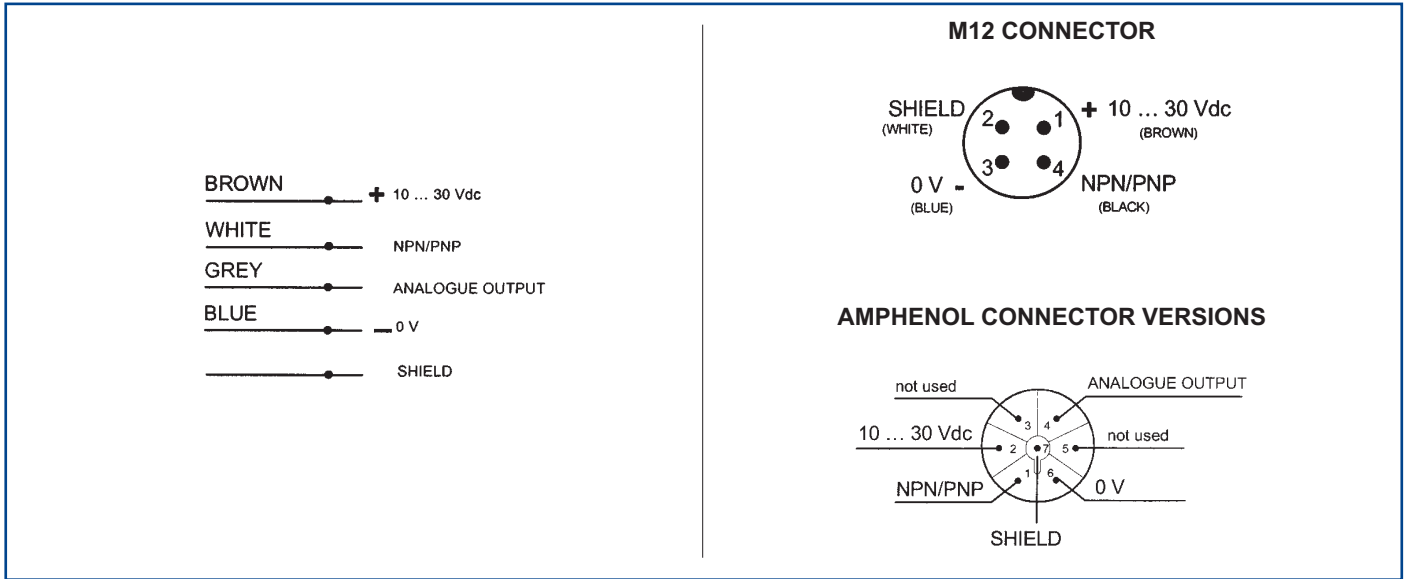 BROWN
+ 10 ... 30 Vdc
WHITE
NPN/PNP
GREY
ANALOGUE OUTPUT
BLUE
- 0 V
SHIELD
M12 CONNECTOR
SHIELD
(WHITE)
2
1
+ 10 ... 30 Vdc
(BROWN)
3
4
0 V -
(BLUE)
NPN/PNP
(BLACK)
AMPHENOL CONNECTOR VERSIONS
not used
ANALOGUE OUTPUT
3 4
10 ... 30 Vdc
2 7 5
not used
1 6
NPN/PNP
0 V
SHIELD